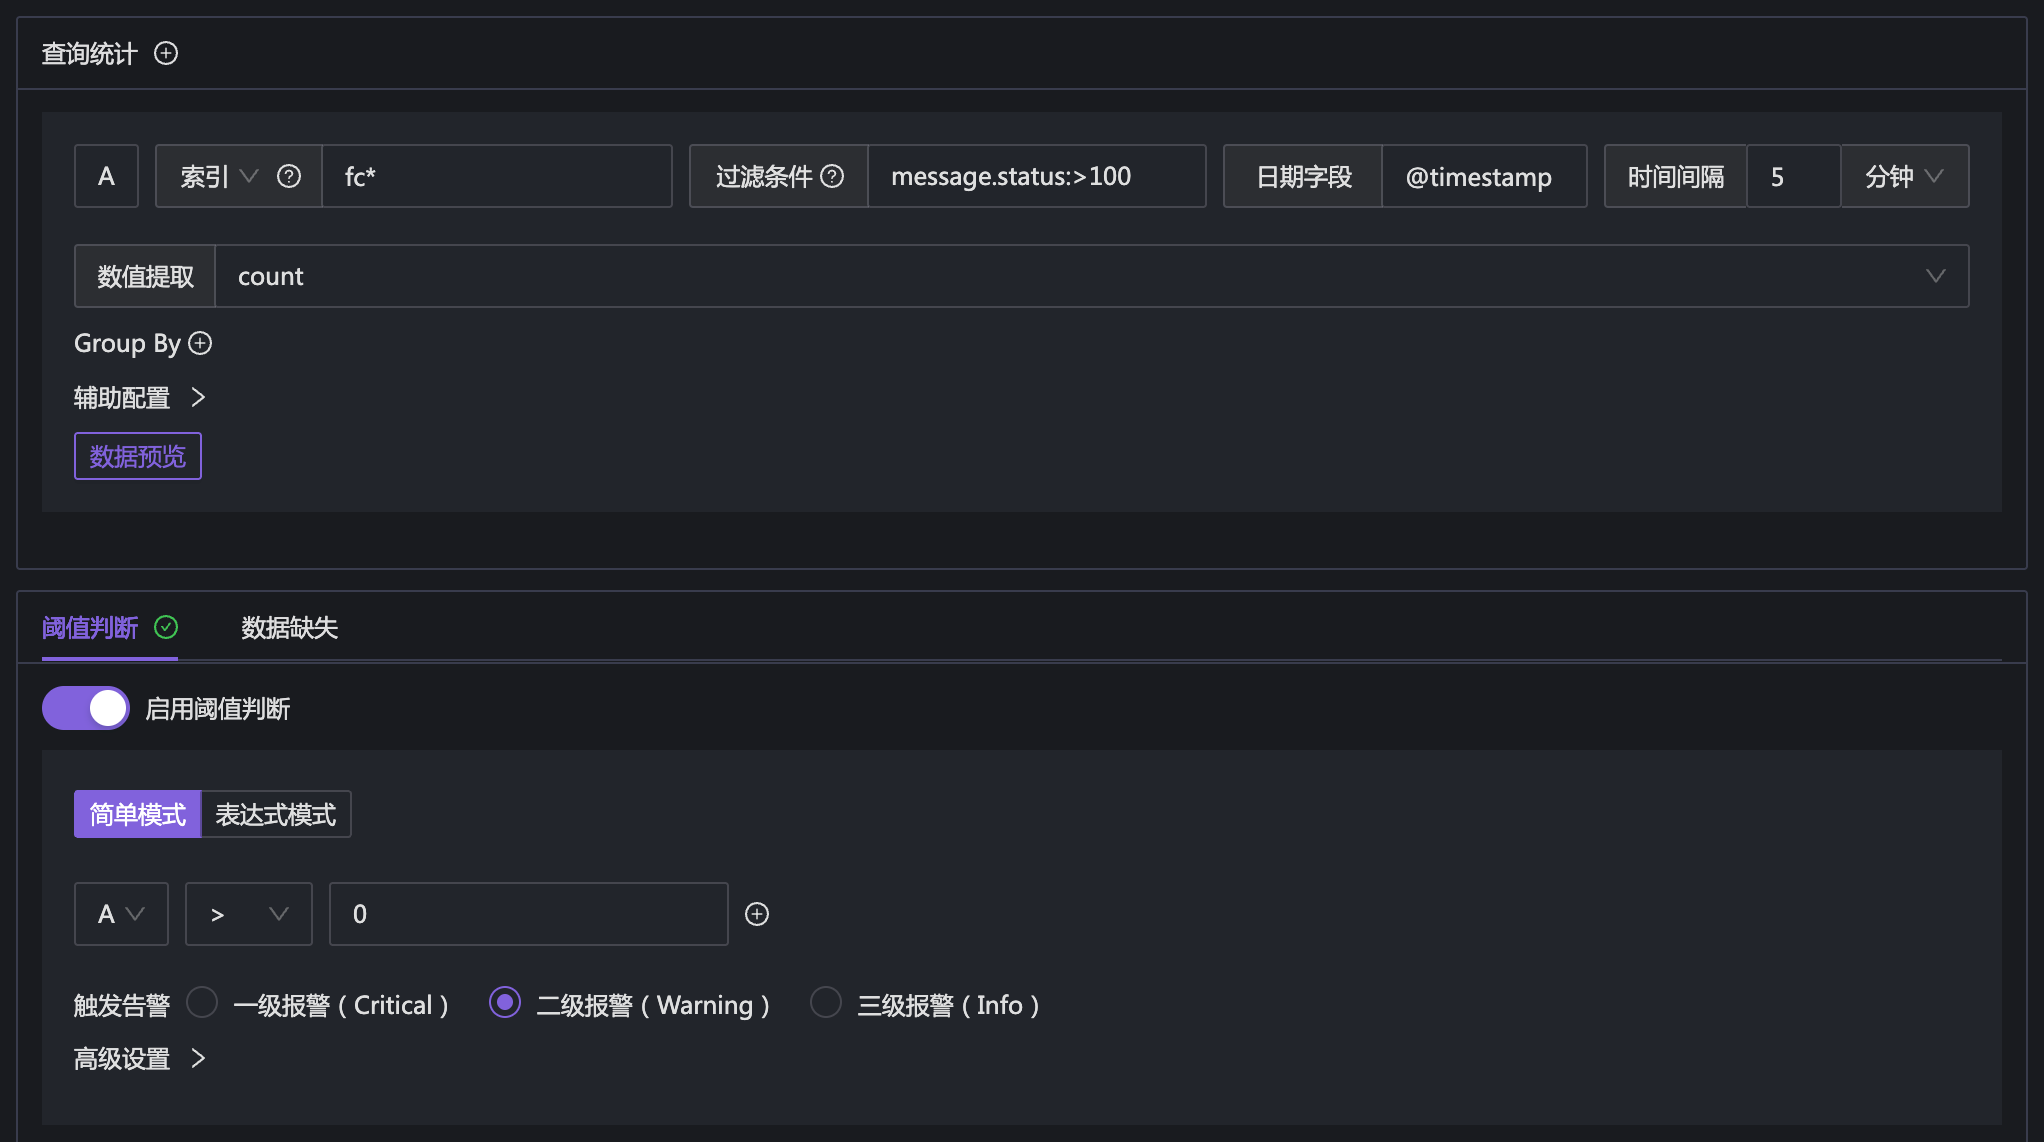 查询统计
A 索引 fc* 过滤条件 message.status:>100 日期字段 @timestamp 时间间隔 5 分钟
数值提取 count
Group By
辅助配置
数据预览
阈值判断 数据缺失
启用阈值判断
简单模式 表达式模式
A > 0
触发告警 一级报警 ( Critical ) 二级报警 ( Warning ) 三级报警 ( Info )
高级设置